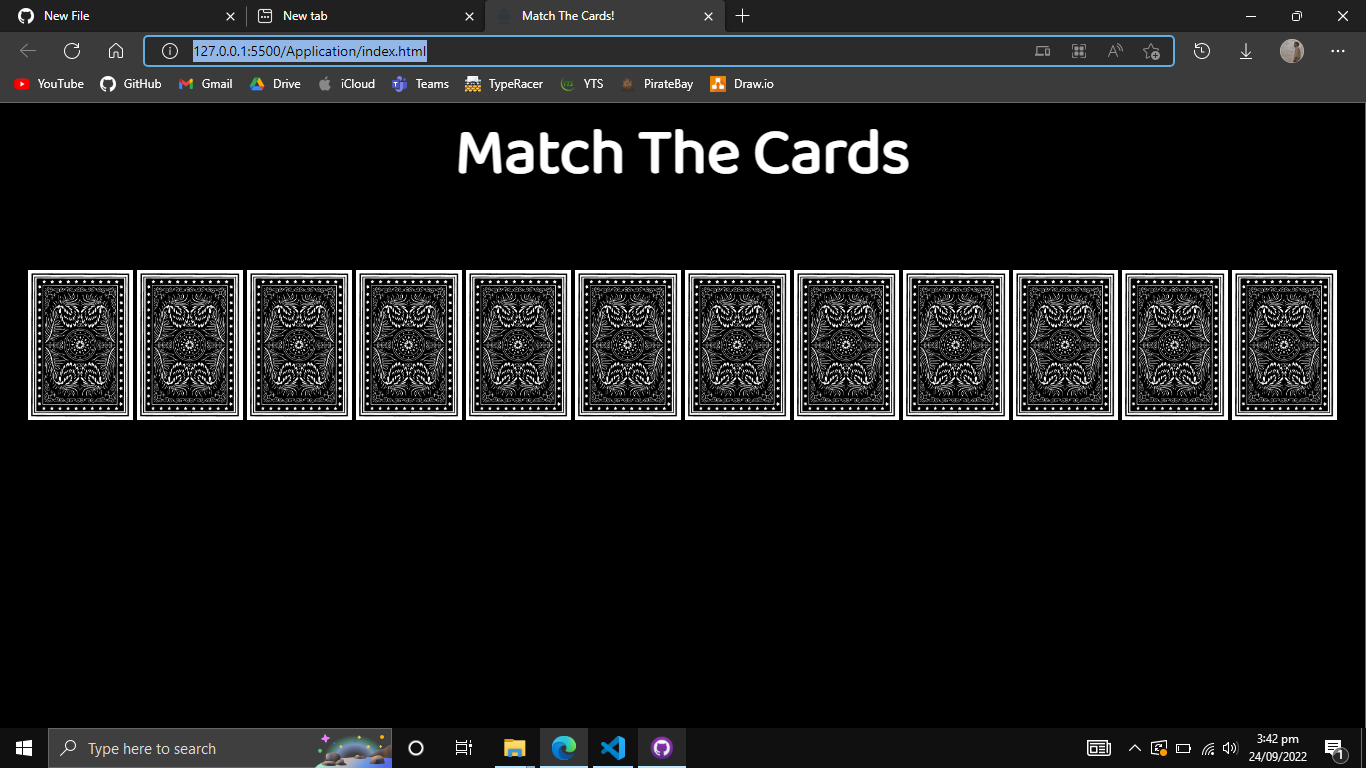 New File
New tab
Match The Cards!
127.0.0.1:5500/Application/index.html
YouTube GitHub Gmail Drive iCloud Teams TypeRacer YTS PirateBay Draw.io
Match The Cards
Type here to search
3:42 pm
24/09/2022
1